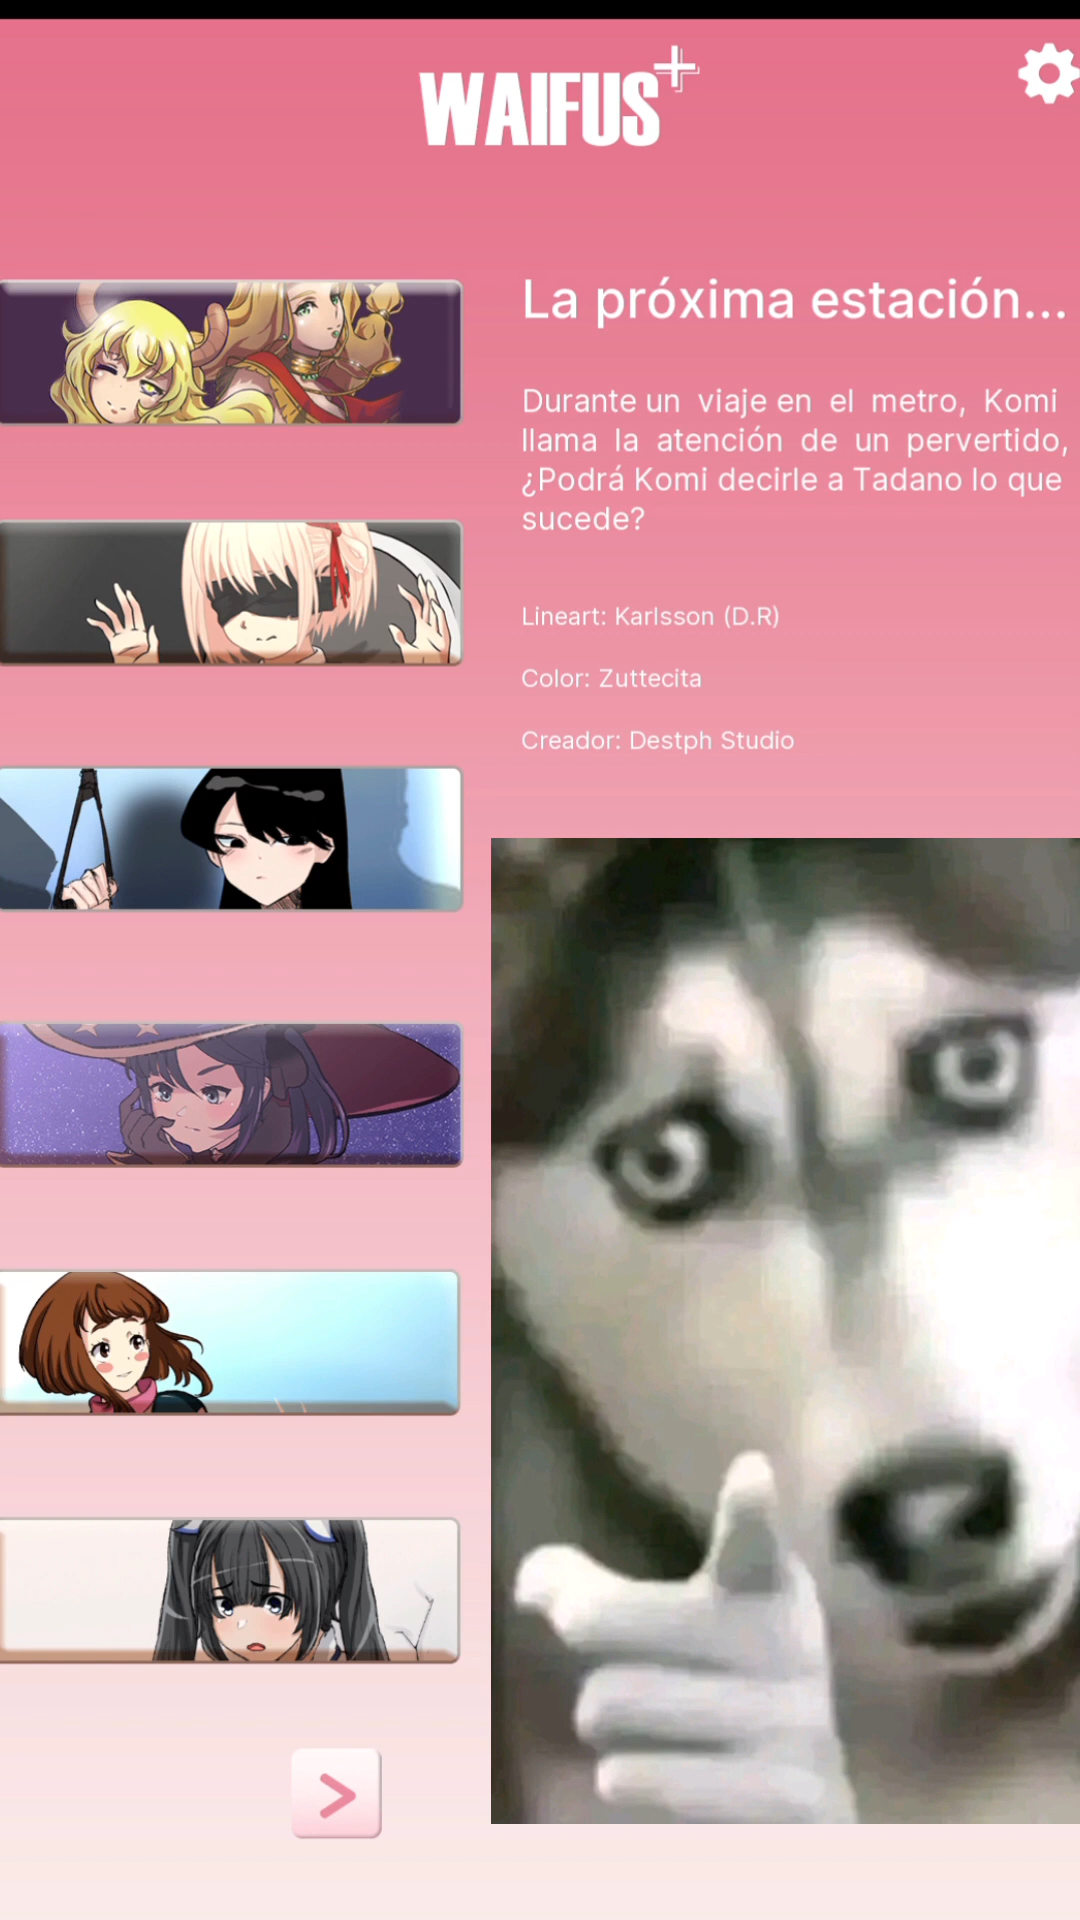 WAIFUS+
La próxima estación...
Durante un viaje en el metro, Komi
llama la atención de un pervertido,
¿Podrá Komi decirle a Tadano lo que
sucede?
Lineart: Karlsson (D.R)
Color: Zuttecita
Creador: Destph Studio